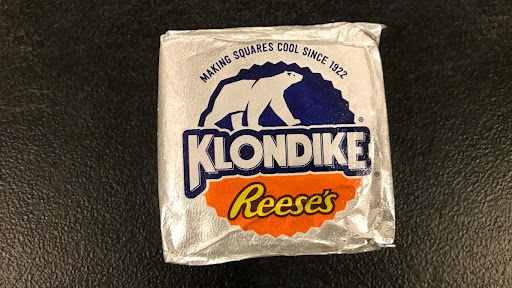 MAKING SQUARES COOL SINCE 1922
KLONDIKE®
Reese's